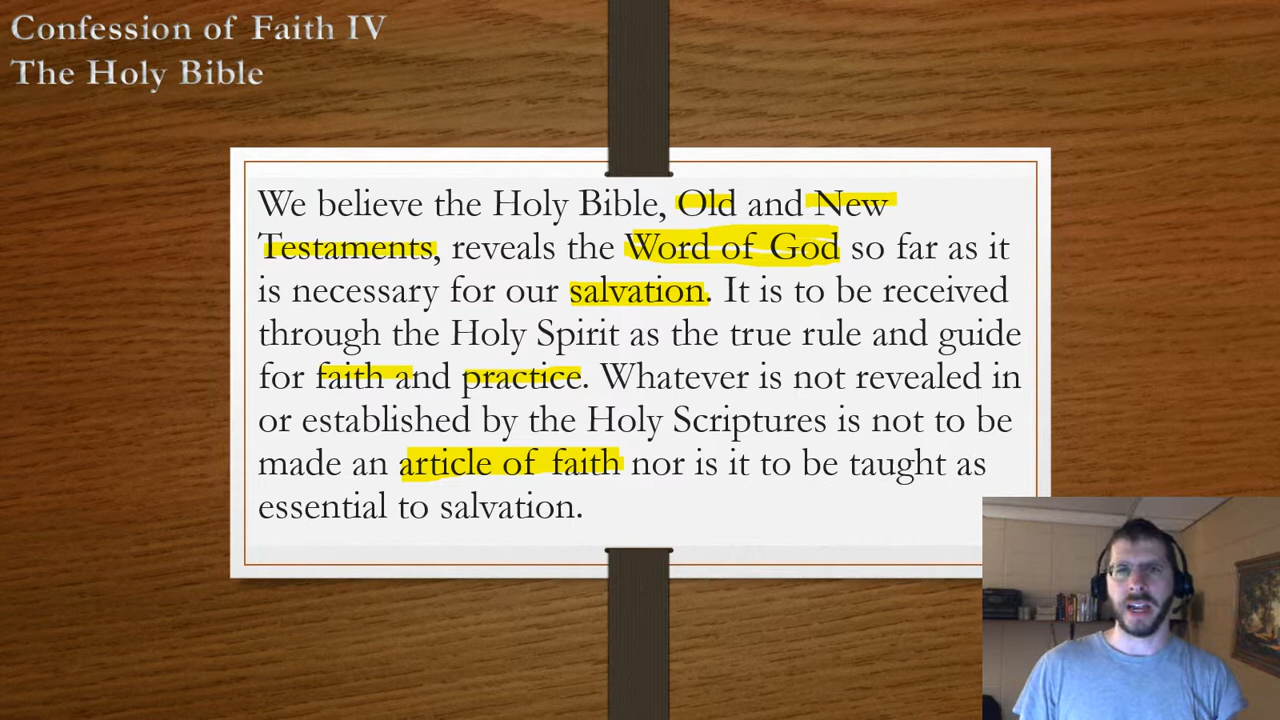 Confession of Faith IV
The Holy Bible
We believe the Holy Bible, Old and New
Testaments, reveals the Word of God so far as it
is necessary for our salvation. It is to be received
through the Holy Spirit as the true rule and guide
for faith and practice. Whatever is not revealed in
or established by the Holy Scriptures is not to be
made an article of faith nor is it to be taught as
essential to salvation.